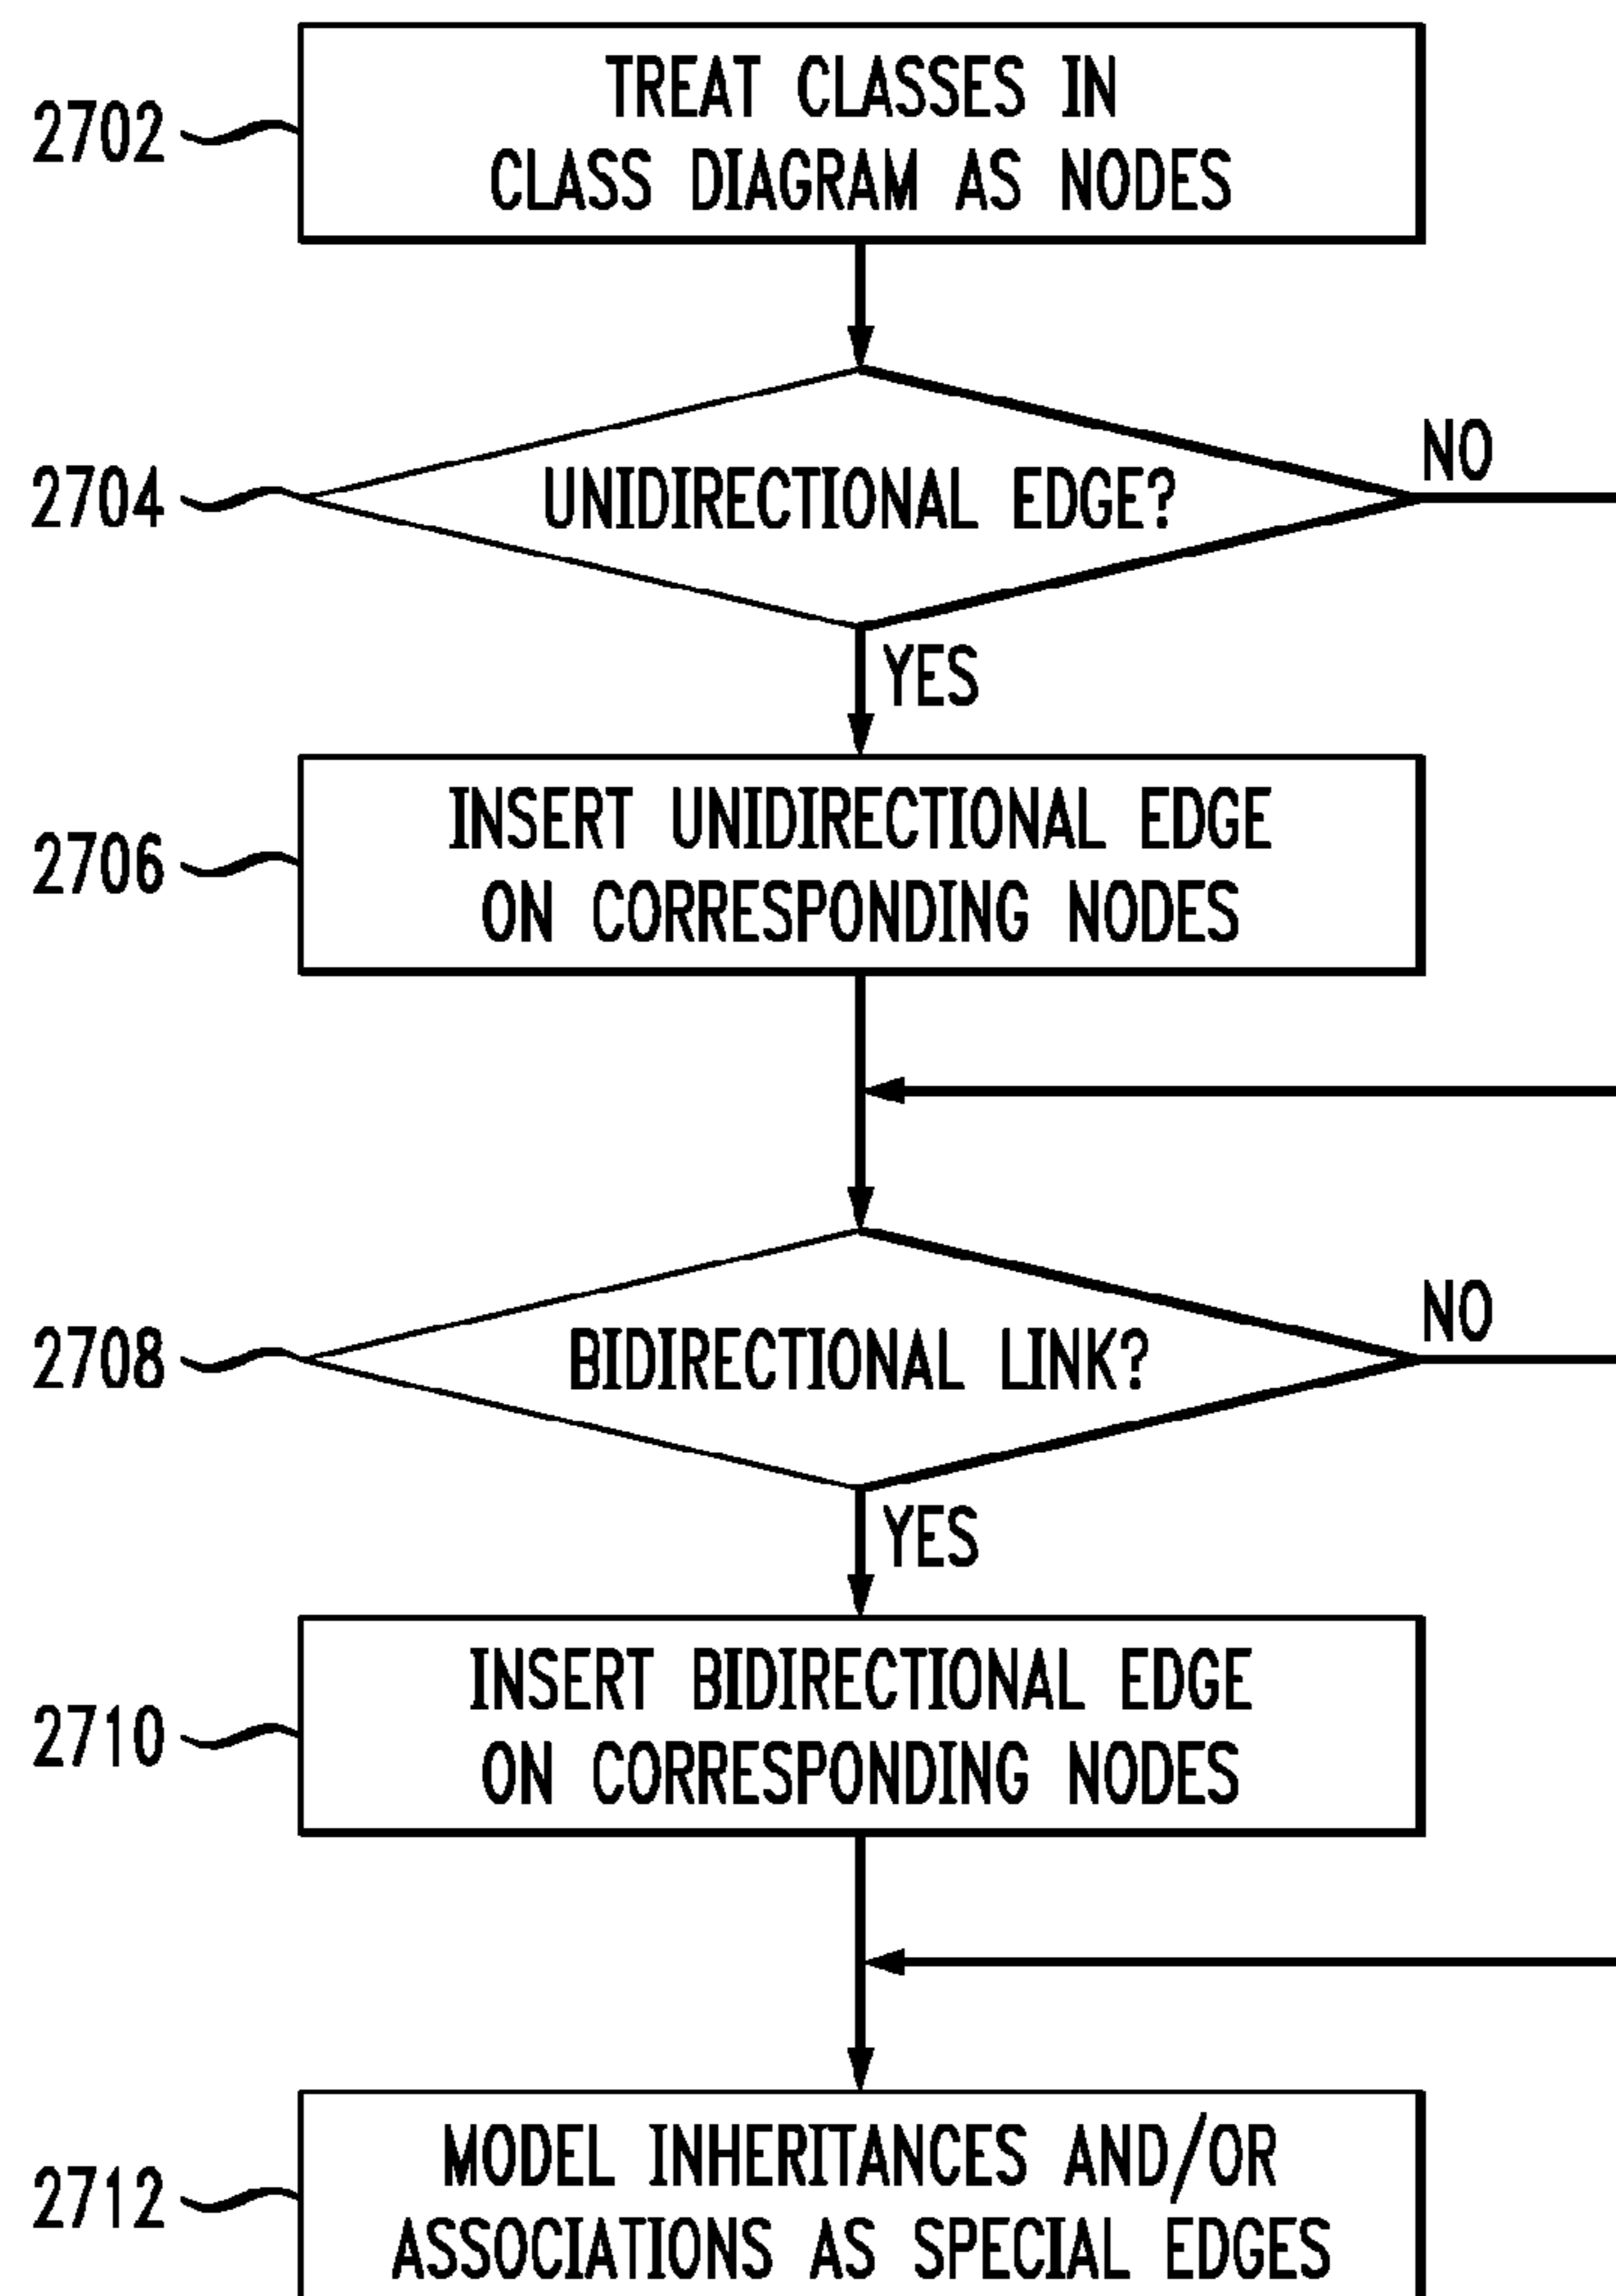 2702
TREAT CLASSES IN
CLASS DIAGRAM AS NODES
2704
UNIDIRECTIONAL EDGE?
NO
YES
2706
INSERT UNIDIRECTIONAL EDGE
ON CORRESPONDING NODES
2708
BIDIRECTIONAL LINK?
NO
YES
2710
INSERT BIDIRECTIONAL EDGE
ON CORRESPONDING NODES
2712
MODEL INHERITANCES AND/OR
ASSOCIATIONS AS SPECIAL EDGES